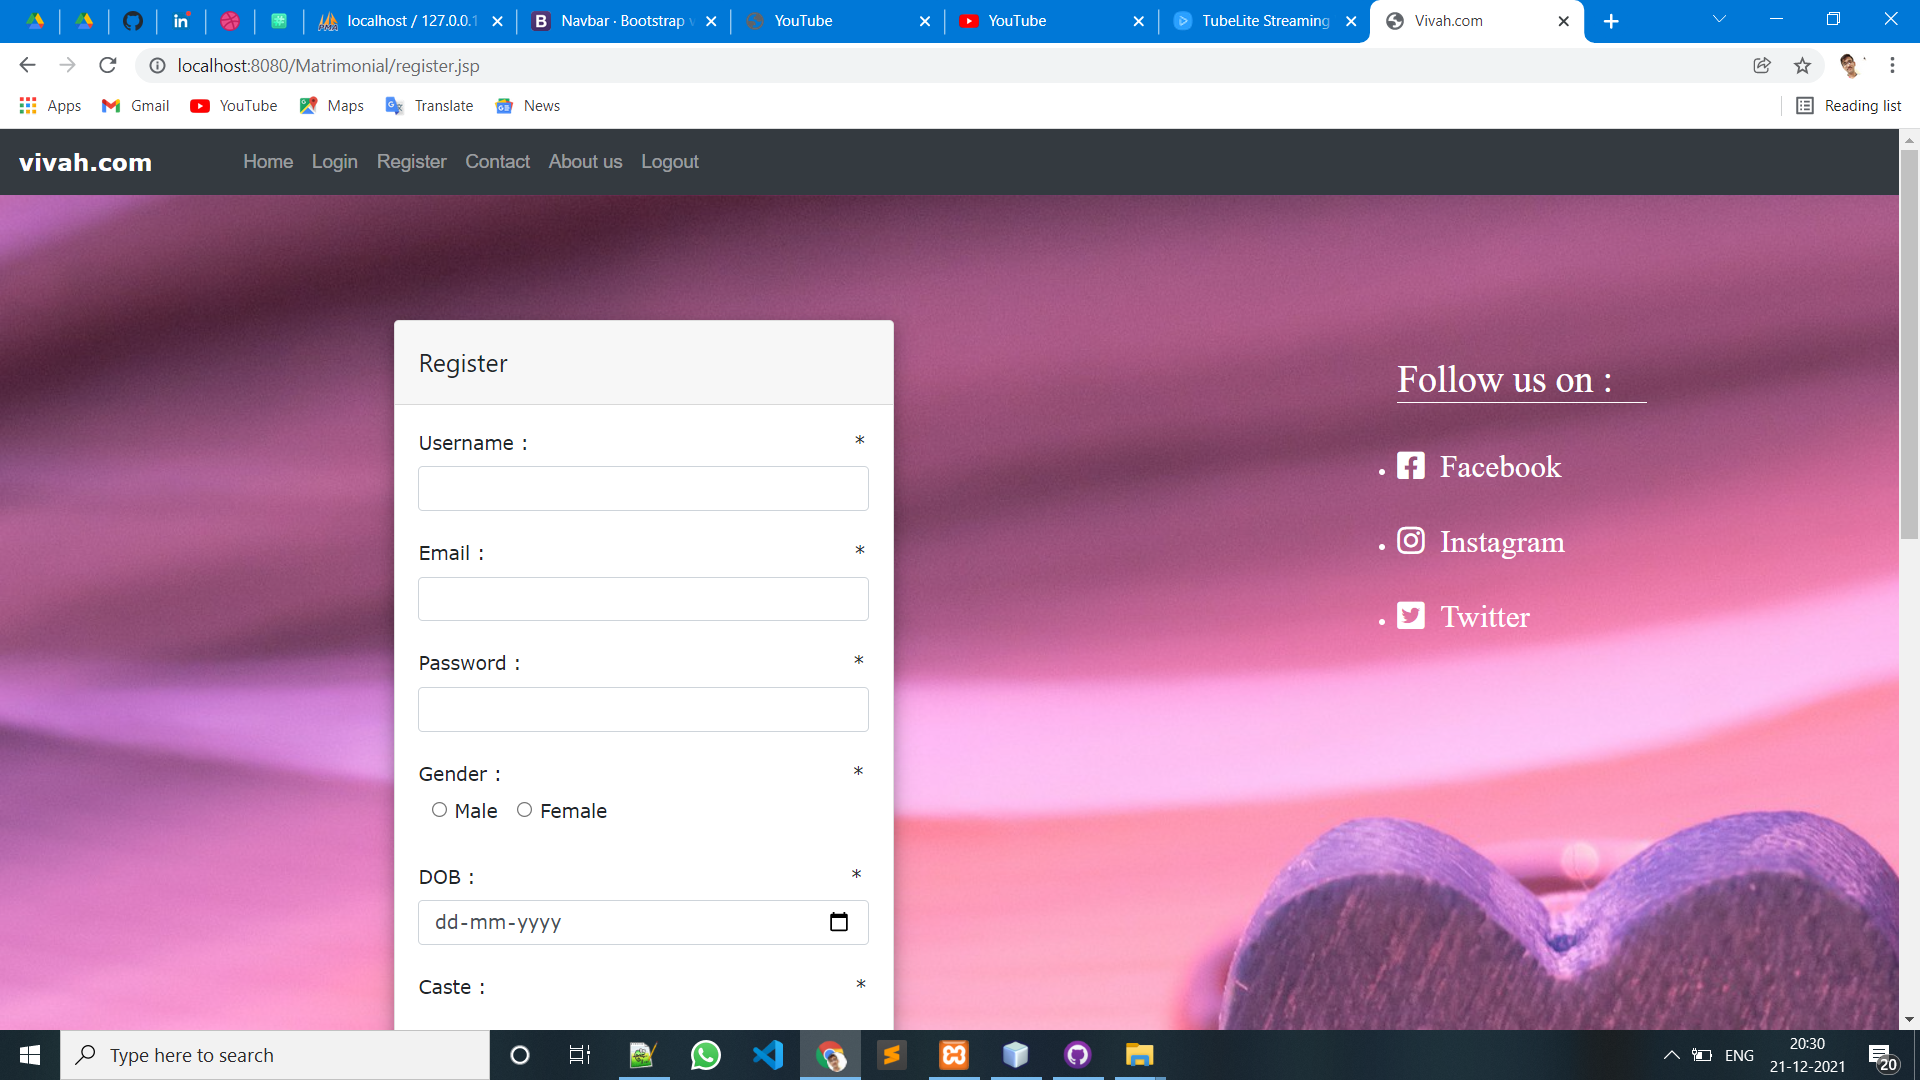 localhost / 127.0.0.1
Navbar · Bootstrap v
YouTube
YouTube
TubeLite Streaming
Vivah.com
localhost:8080/Matrimonial/register.jsp
Apps
Gmail
YouTube
Maps
Translate
News
Reading list
vivah.com
Home
Login
Register
Contact
About us
Logout
Register
Username :
*
Email :
*
Password :
*
Gender :
*
Male
Female
DOB :
*
dd-mm-yyyy
Caste :
*
Follow us on :
Facebook
Instagram
Twitter
Type here to search
ENG
20:30
21-12-2021
20